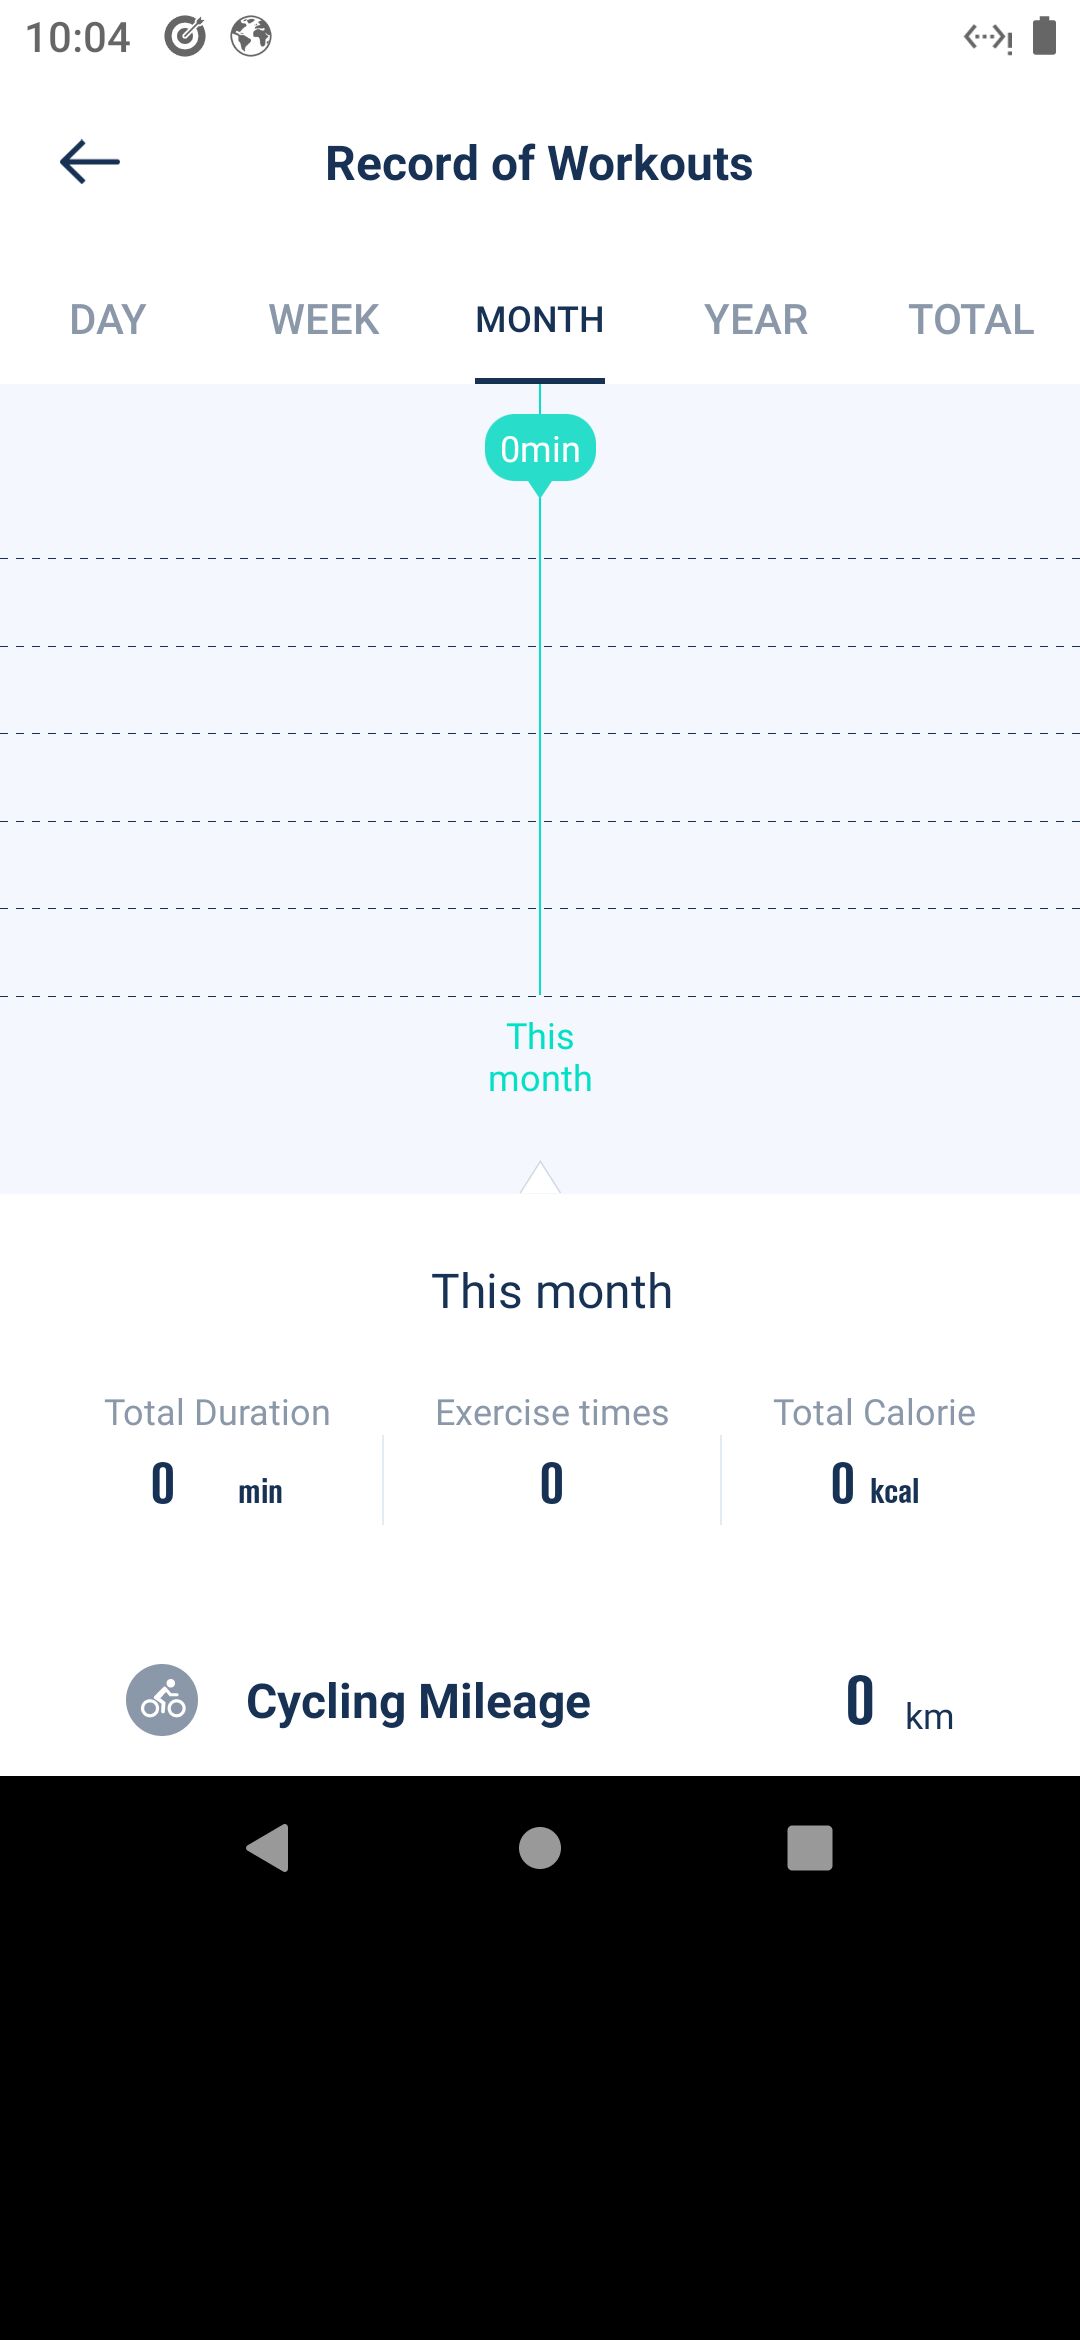 10:04
Record of Workouts
DAY WEEK MONTH YEAR TOTAL
0min
This
month
This month
Total Duration Exercise times Total Calorie
0 min 0 0 kcal
Cycling Mileage 0 km